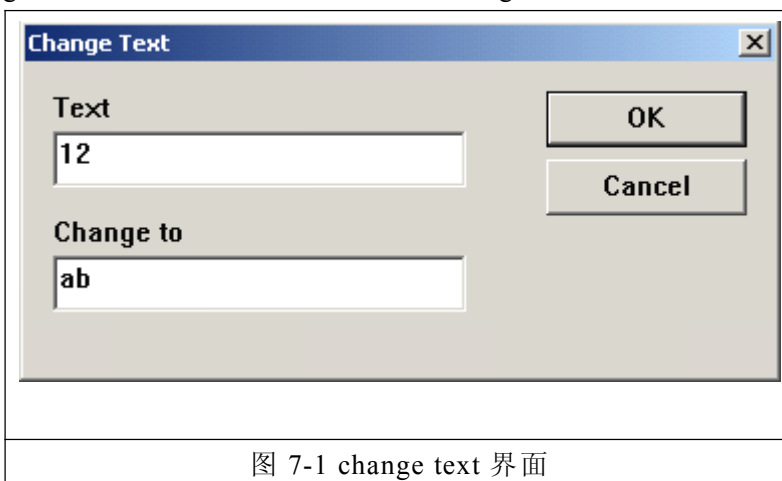 Change Text
Text
12
OK
Cancel
Change to
ab
图 7-1 change text 界面